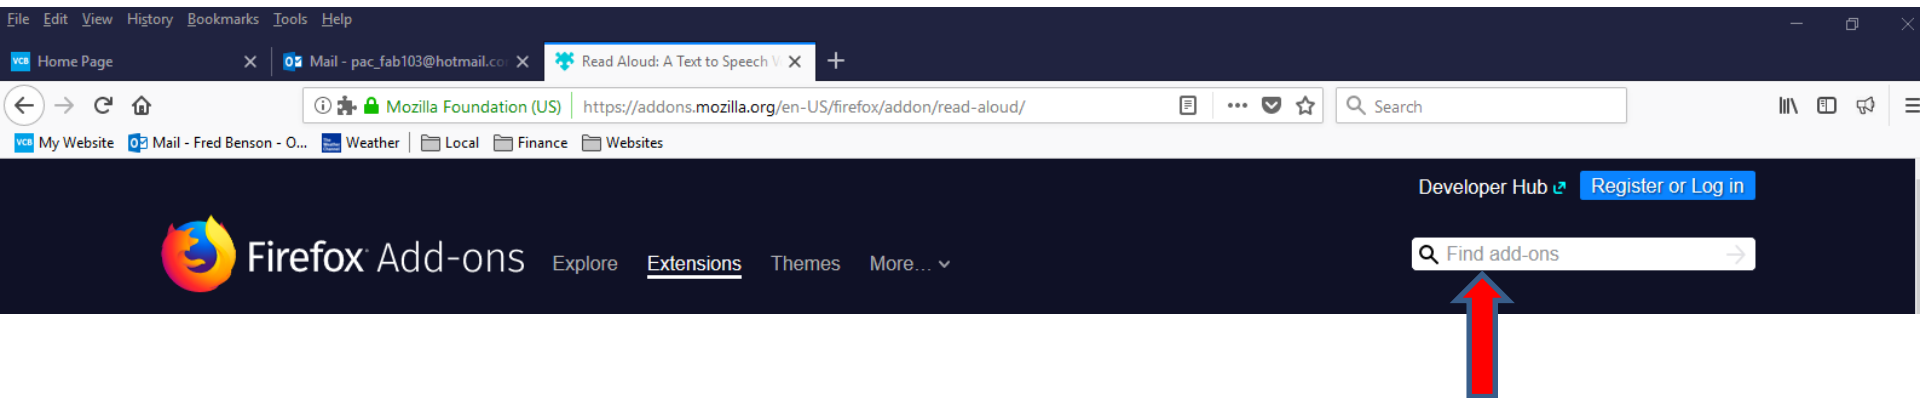 File Edit View History Bookmarks Tools Help
VCB Home Page Mail - pac_fab103@hotmail.co Read Aloud: A Text to Speech V
Mozilla Foundation (US) https://addons.mozilla.org/en-US/firefox/addon/read-aloud/ Search
VCB My Website Mail - Fred Benson - O... Weather Local Finance Websites
Developer Hub Register or Log in
Firefox Add-ons Explore Extensions Themes More... Find add-ons